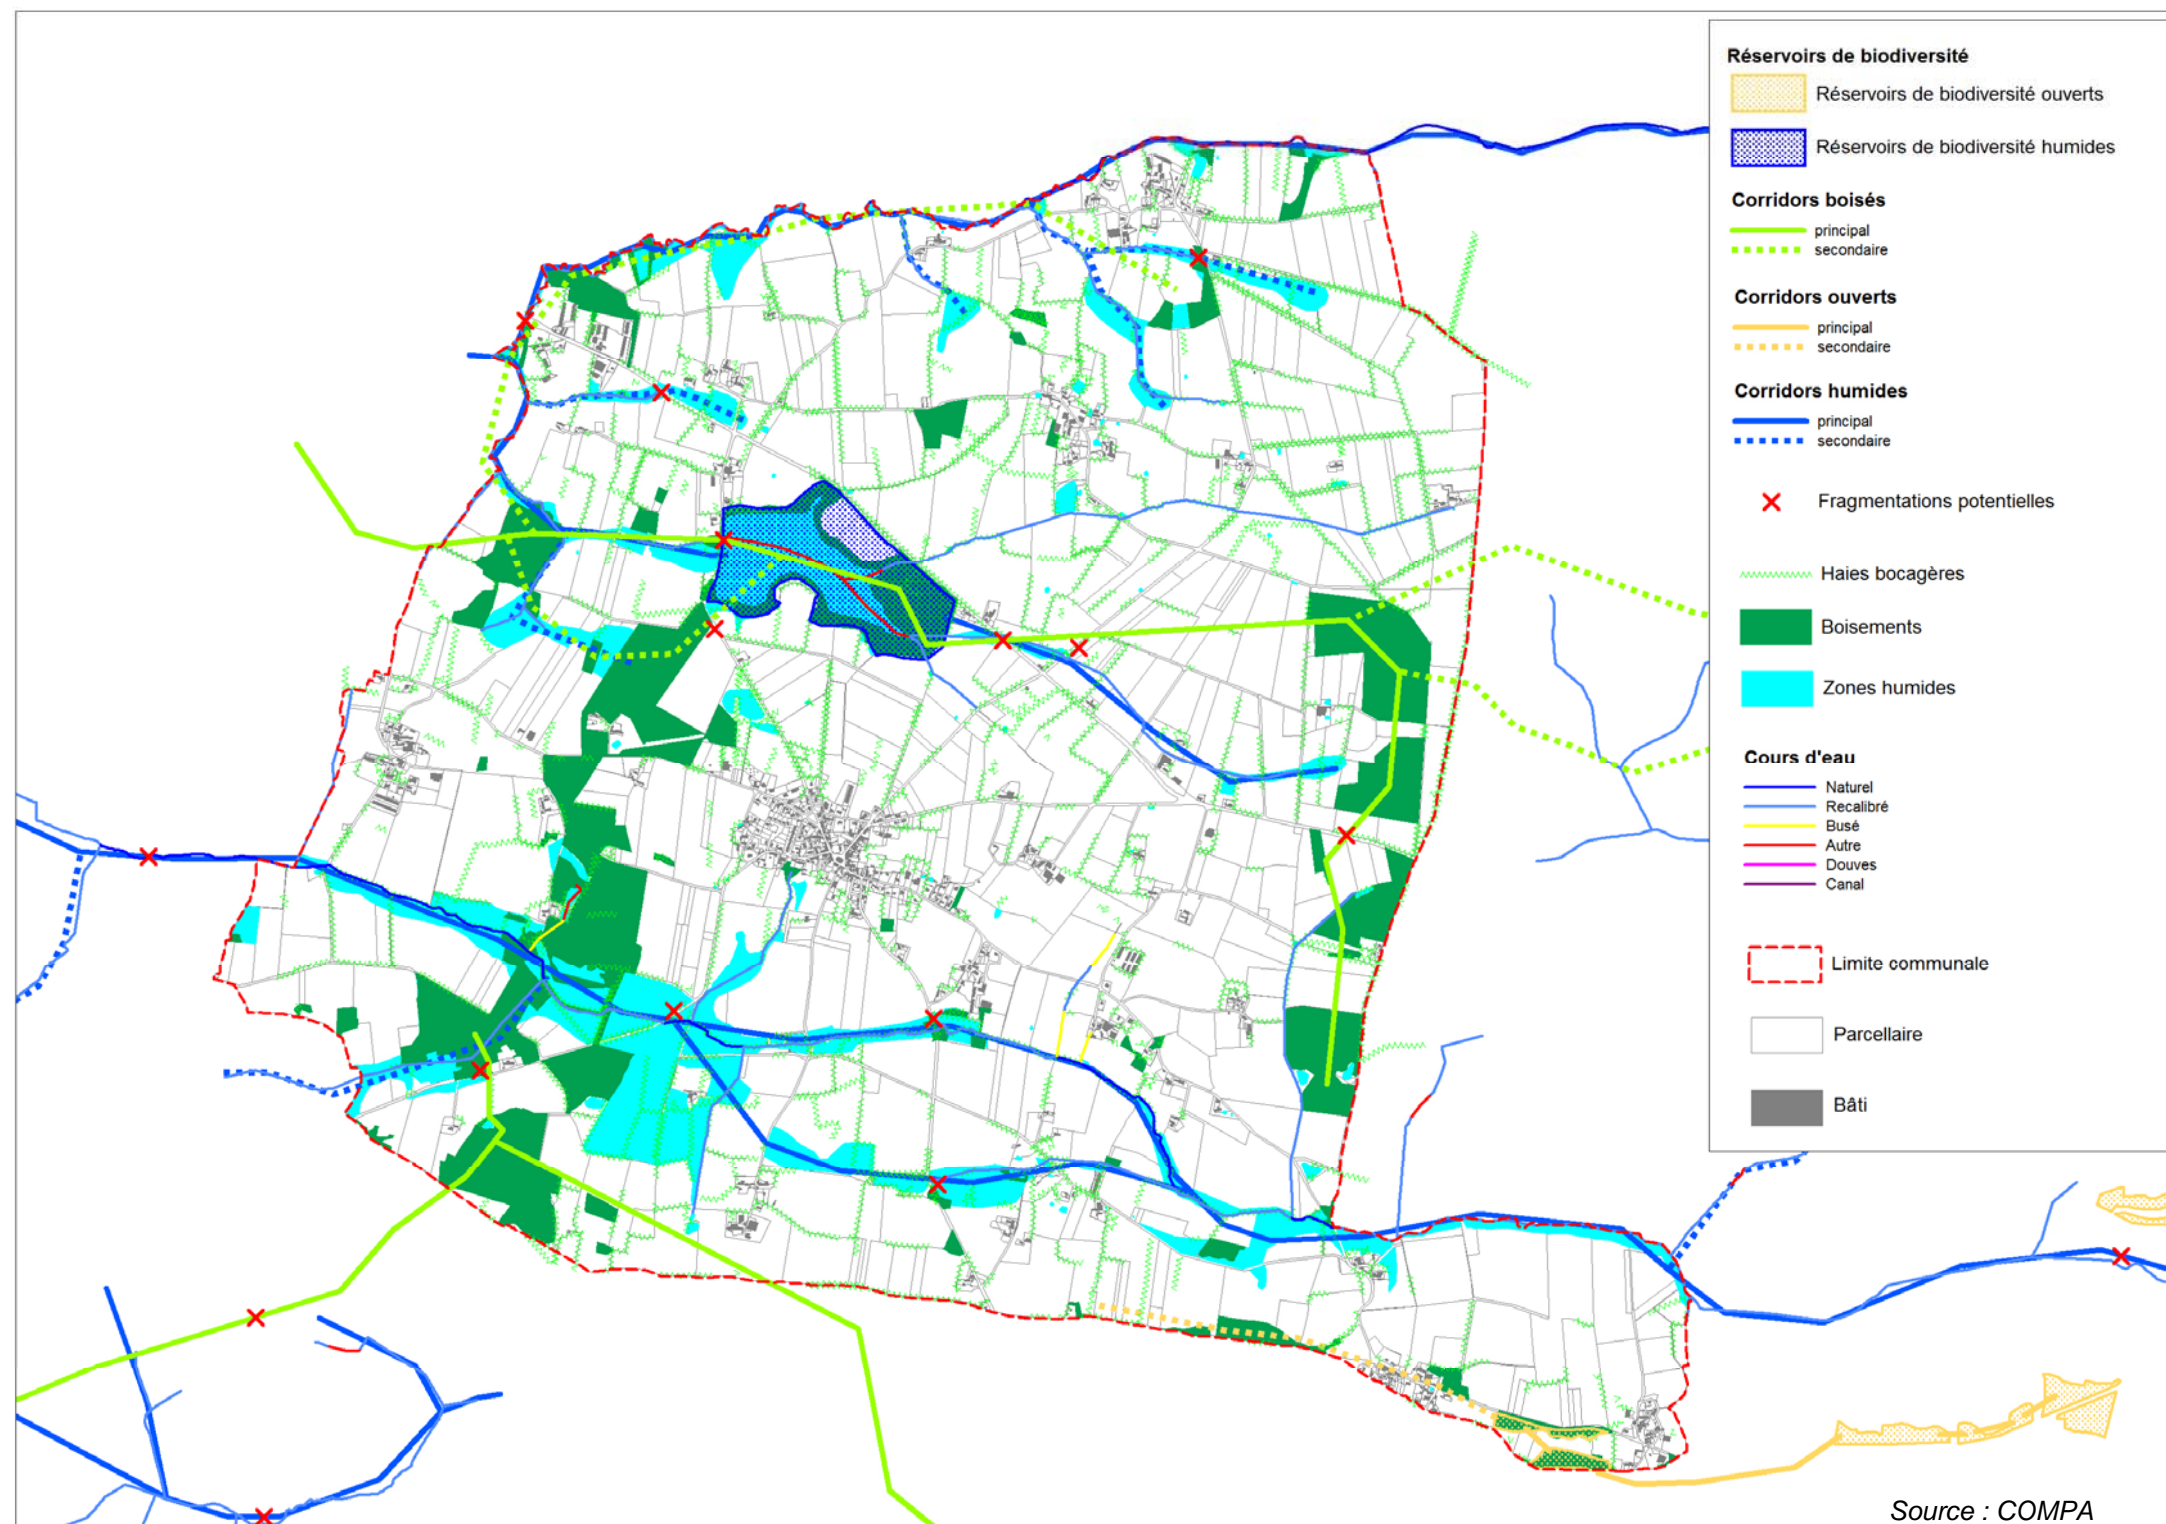 Réservoirs de biodiversité
Réservoirs de biodiversité ouverts
Réservoirs de biodiversité humides
Corridors boisés
principal
secondaire
Corridors ouverts
principal
secondaire
Corridors humides
principal
secondaire
Fragmentations potentielles
Haies bocagères
Boisements
Zones humides
Cours d'eau
Naturel
Recalibré
Busé
Autre
Douves
Canal
Limite communale
Parcellaire
Bâti
Source : COMPA